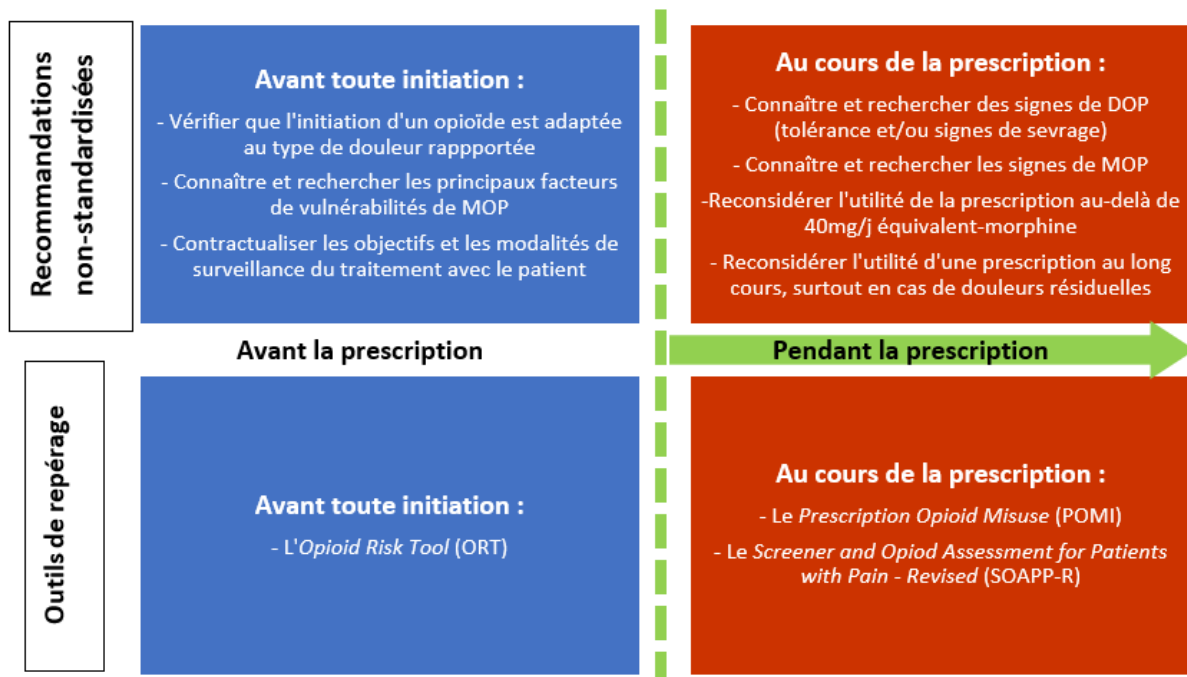 Recommandations
non-standardisées
Avant toute initiation :
- Vérifier que l'initiation d'un opioïde est adaptée
au type de douleur rappportée
- Connaître et rechercher les principaux facteurs
de vulnérabilités de MOP
- Contractualiser les objectifs et les modalités de
surveillance du traitement avec le patient
Au cours de la prescription :
- Connaître et rechercher des signes de DOP
(tolérance et/ou signes de sevrage)
- Connaître et rechercher les signes de MOP
-Reconsidérer l'utilité de la prescription au-delà de
40mg/j équivalent-morphine
- Reconsidérer l'utilité d'une prescription au long
cours, surtout en cas de douleurs résiduelles
Avant la prescription
Pendant la prescription
Outils de repérage
Avant toute initiation :
- L'Opioid Risk Tool (ORT)
Au cours de la prescription :
- Le Prescription Opioid Misuse (POMI)
- Le Screener and Opiod Assessment for Patients
with Pain - Revised (SOAPP-R)